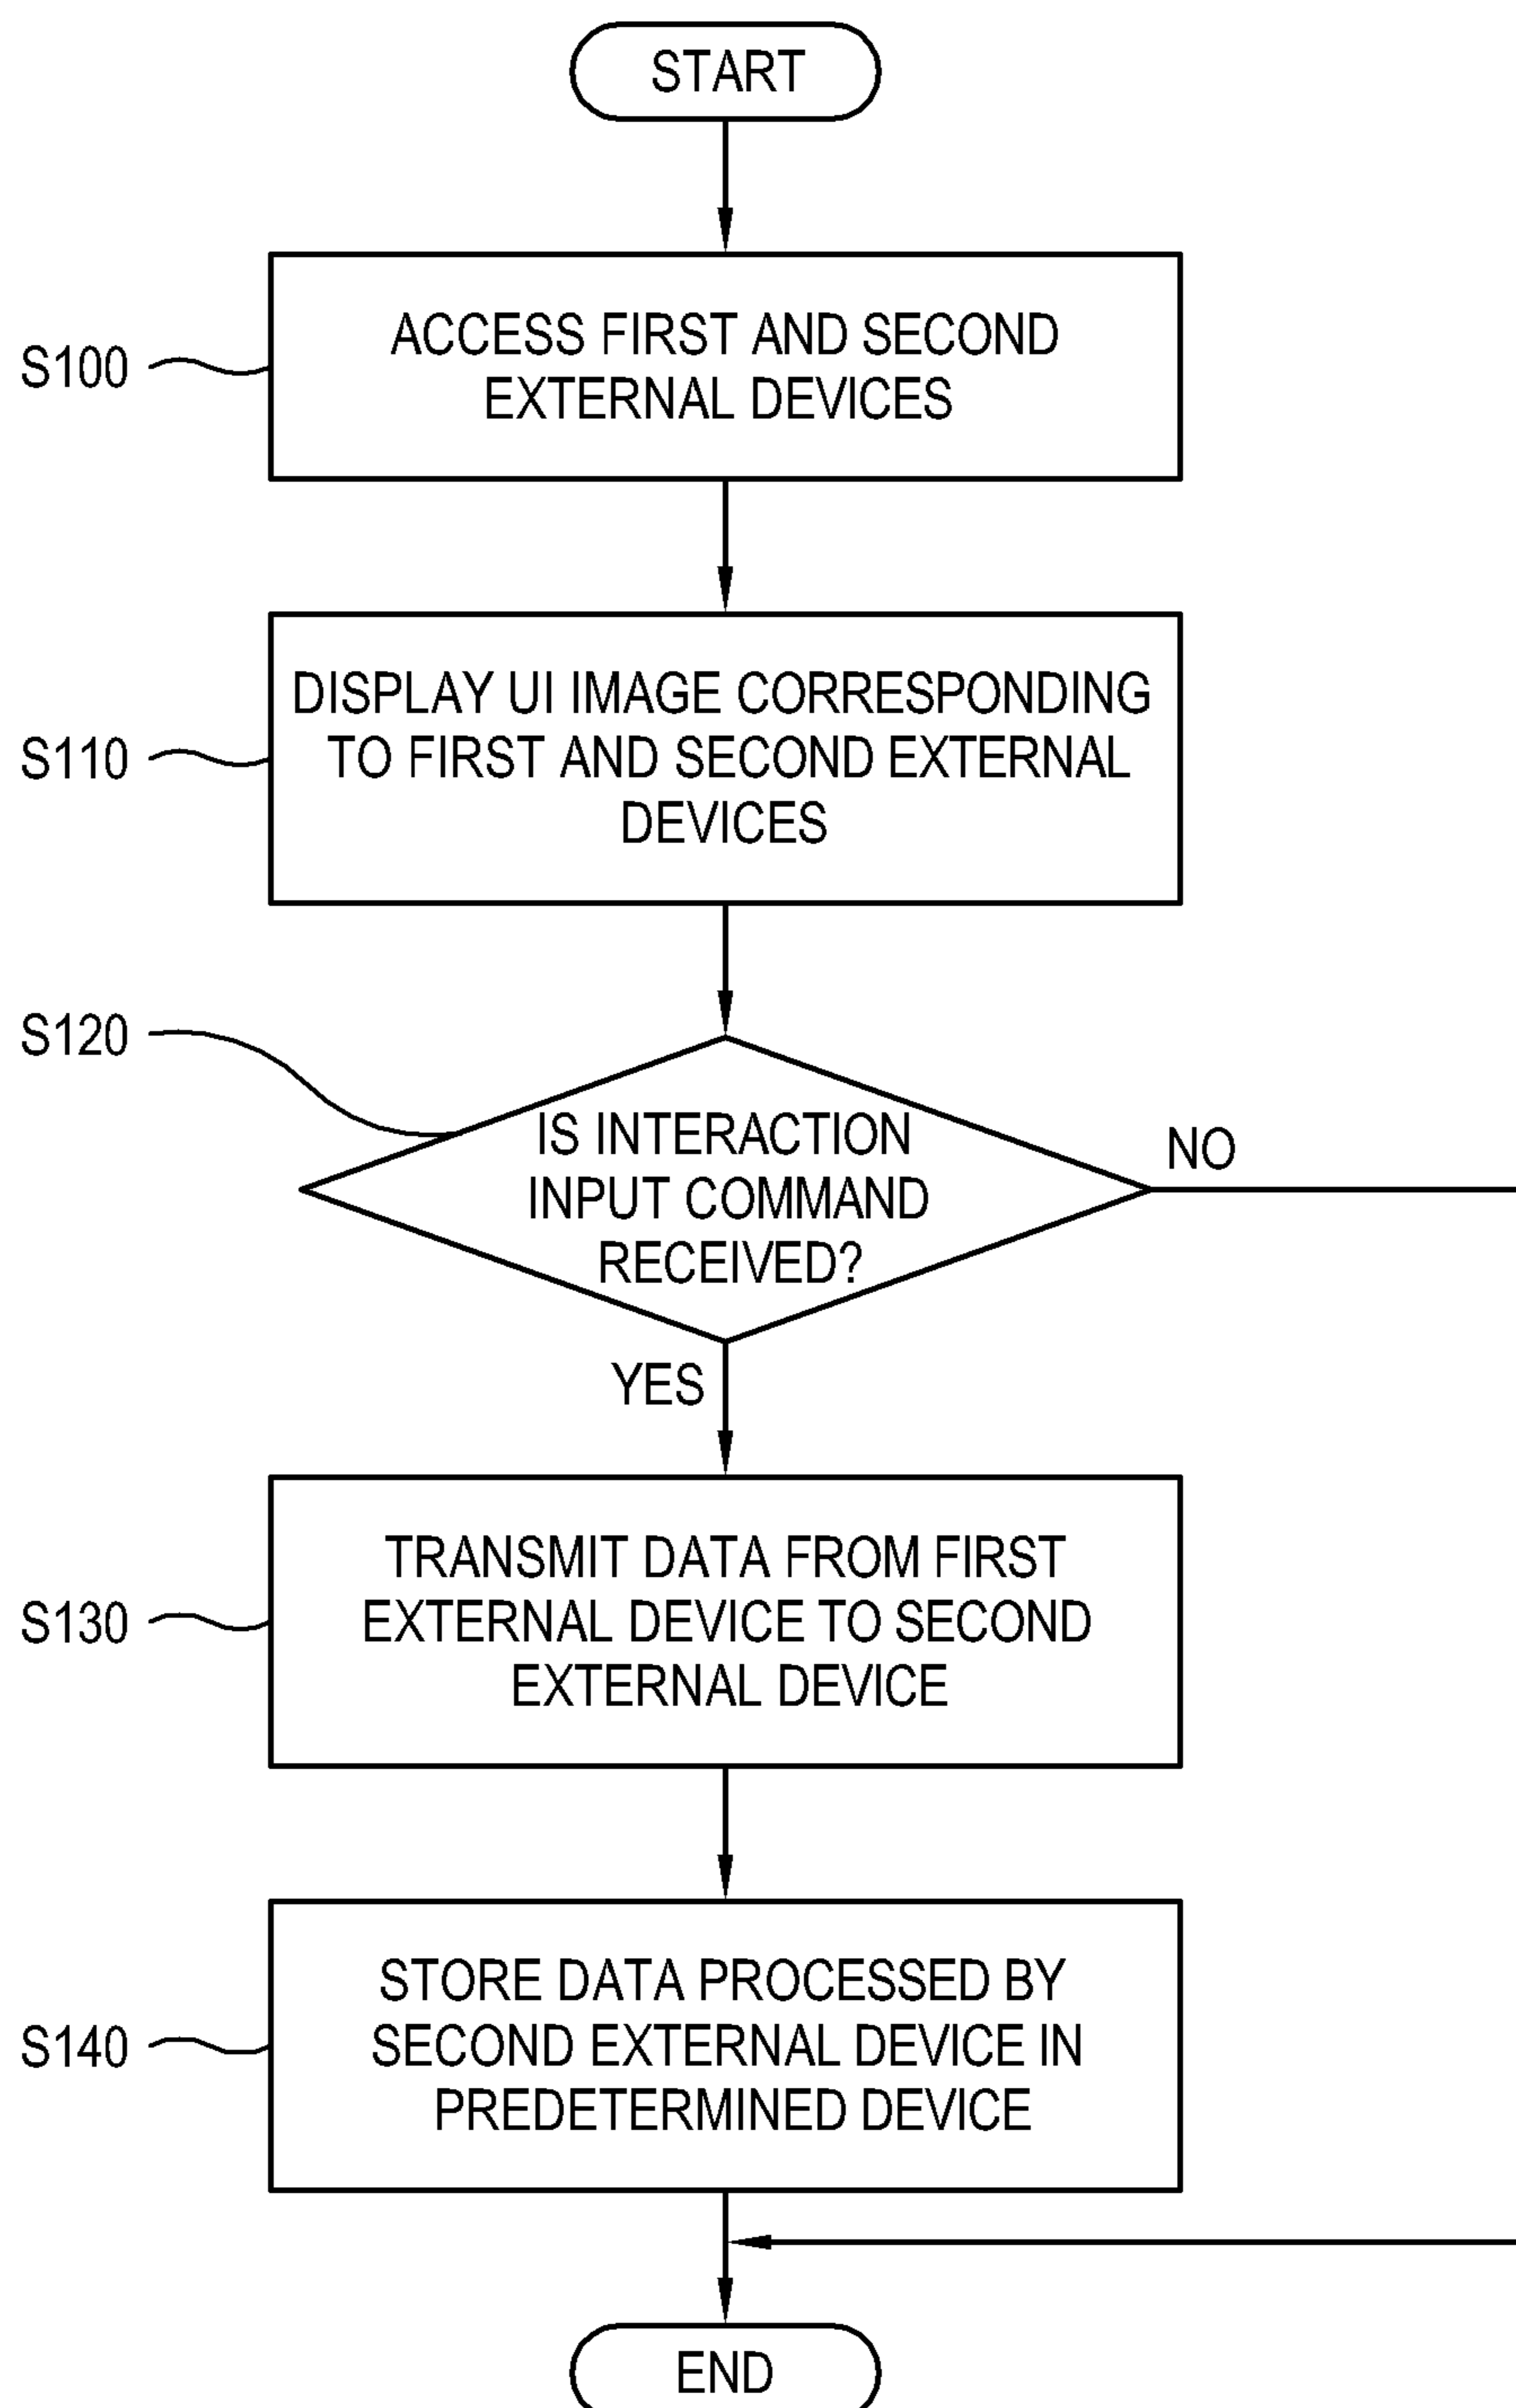 START
S100
ACCESS FIRST AND SECOND
EXTERNAL DEVICES
S110
DISPLAY UI IMAGE CORRESPONDING
TO FIRST AND SECOND EXTERNAL
DEVICES
S120
IS INTERACTION
INPUT COMMAND
RECEIVED?
NO
YES
S130
TRANSMIT DATA FROM FIRST
EXTERNAL DEVICE TO SECOND
EXTERNAL DEVICE
S140
STORE DATA PROCESSED BY
SECOND EXTERNAL DEVICE IN
PREDETERMINED DEVICE
END